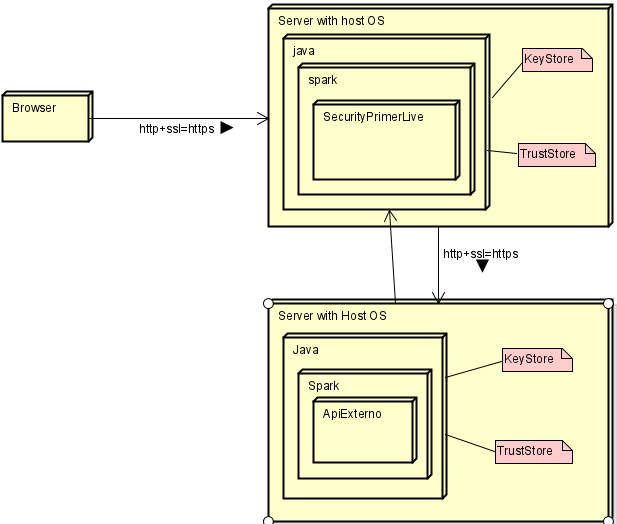 Server with host OS
java
KeyStore
spark
Browser
SecurityPrimerLive
http+ssl=https
TrustStore
http+ssl=https
Server with Host OS
Java
KeyStore
Spark
ApiExterno
TrustStore